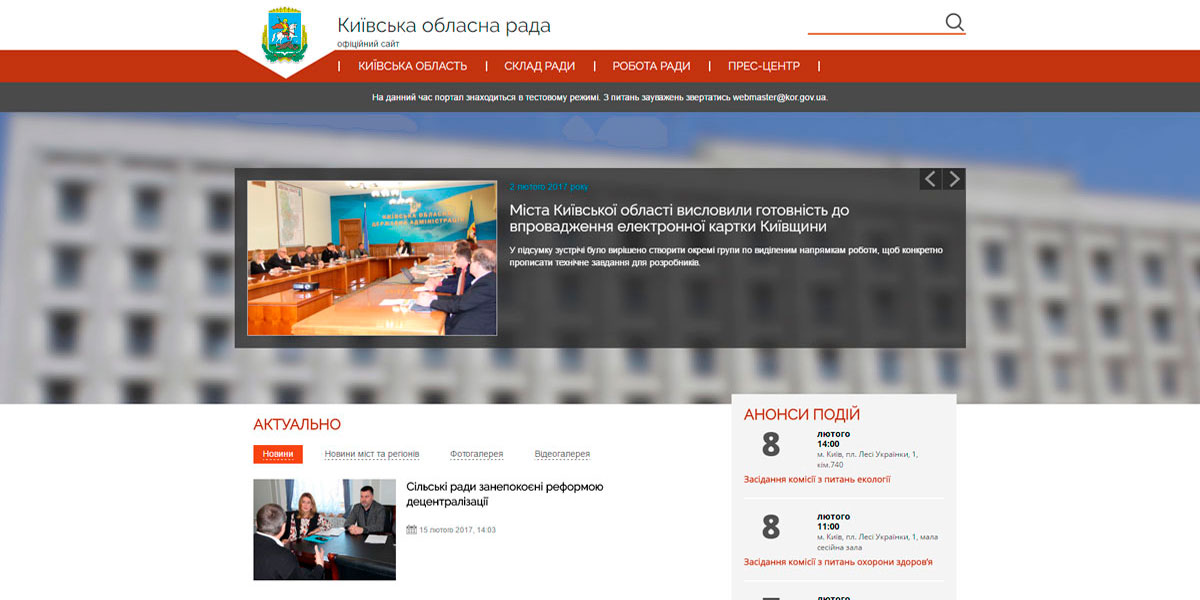 Київська обласна рада
офіційний сайт
КИЇВСЬКА ОБЛАСТЬ
СКЛАД РАДИ
РОБОТА РАДИ
ПРЕС-ЦЕНТР
На данний час портал знаходиться в тестовому режимі. З питань зауважень звертатись webmaster@kor.gov.ua.
КИЇВСЬКА ОБЛАСНА
ДЕРЖАВНА АДМІНІСТРАЦІЯ
2 лютого 2017 року
Міста Київської області висловили готовність до
впровадження електронної картки Київщини
У підсумку зустрічі було вирішено створити окремі групи по виділеним напрямкам роботи, щоб конкретно
прописати технічне завдання для розробників.
АКТУАЛЬНО
Новини
Новини міст та регіонів
Фотогалерея
Відеогалерея
Сільські ради занепокоєні реформою
децентралізації
15 лютого 2017, 14:03
АНОНСИ ПОДІЙ
8
лютого
14:00
м. Київ, пл. Лесі Українки, 1,
кім.740
Засідання комісії з питань екології
8
лютого
11:00
м. Київ, пл. Лесі Українки, 1, мала
сесійна зала
Засідання комісії з питань охорони здоров'я
лютого